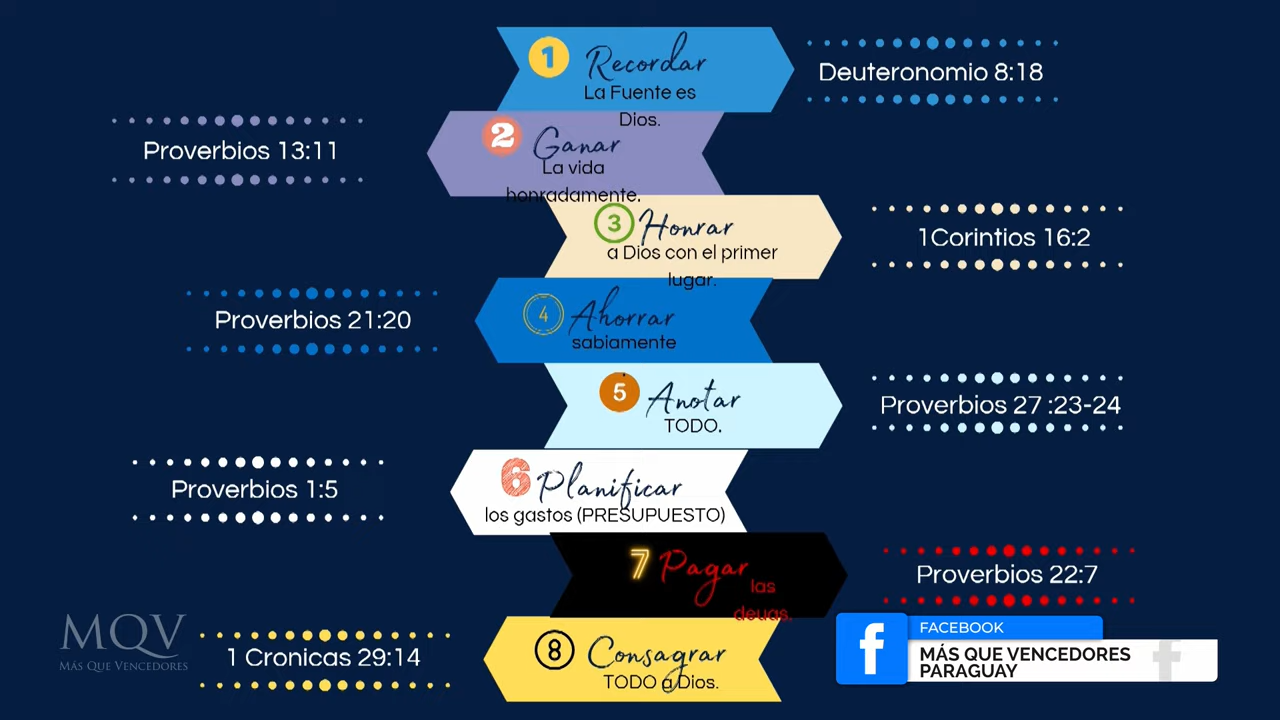 1 Recordar
La Fuente es
Dios.
Deuteronomio 8:18
2 Ganar
La vida
honradamente.
Proverbios 13:11
3 Honrar
a Dios con el primer
lugar.
1Corintios 16:2
4 Ahorrar
sabiamente
Proverbios 21:20
5 Anotar
TODO.
Proverbios 27 :23-24
6 Planificar
los gastos (PRESUPUESTO)
Proverbios 1:5
7 Pagar
las
deuas.
Proverbios 22:7
8 Consagrar
TODO a Dios.
1 Cronicas 29:14
MQV
MÁS QUE VENCEDORES
FACEBOOK
MÁS QUE VENCEDORES
PARAGUAY